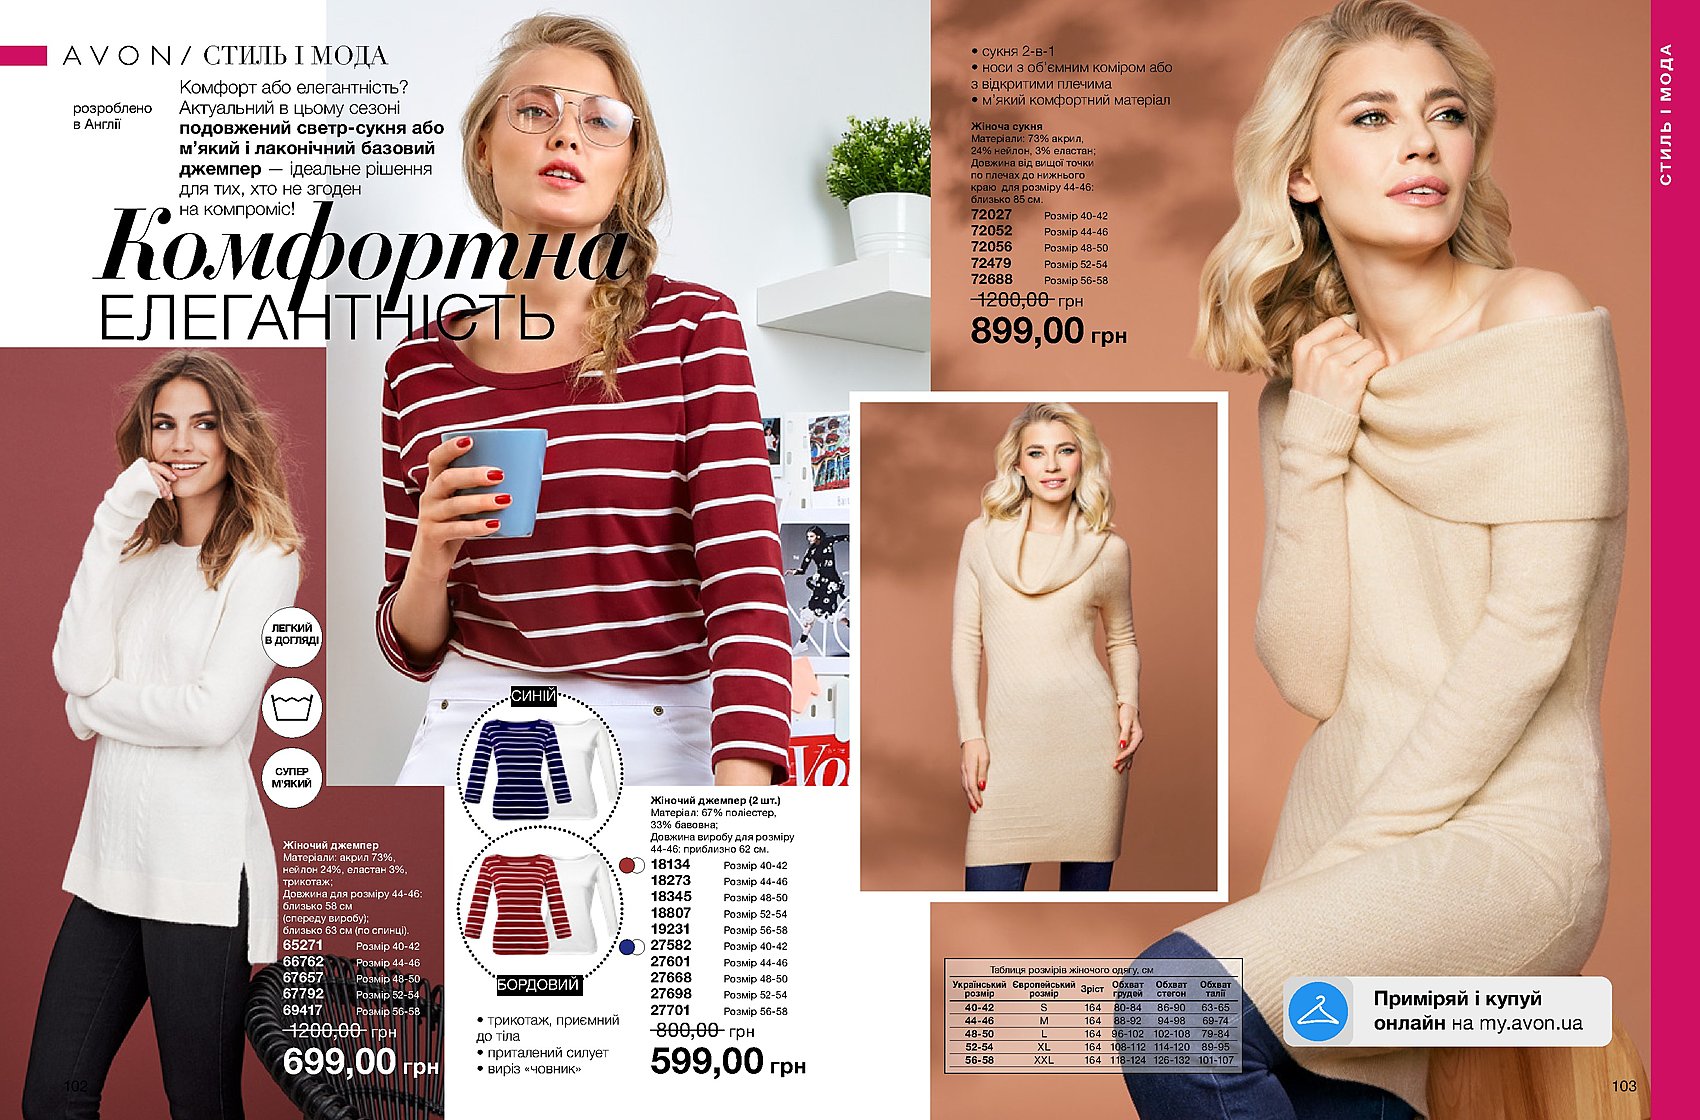 AVON / СТИЛЬ І МОДА
розроблено
в Англії
Комфорт або елегантність?
Актуальний в цьому сезоні
подовжений светр-сукня або
м'який і лаконічний базовий
джемпер — ідеальне рішення
для тих, хто не згоден
на компроміс!
Комфортна
ЕЛЕГАНТНІСТЬ
ЛЕГКИЙ
В ДОГЛЯДІ
СУПЕР
М'ЯКИЙ
Жіночий джемпер
Матеріали: акрил 73%,
нейлон 24%, еластан 3%,
трикотаж;
Довжина для розміру 44-46:
близько 58 см
(спереду виробу);
близько 63 см (по спинці).
65271 Розмір 40-42
66762 Розмір 44-46
67657 Розмір 48-50
67792 Розмір 52-54
69417 Розмір 56-58
1200,00 грн
699,00 грн
102
СИНІЙ
БОРДОВИЙ
• трикотаж, приємний
до тіла
• приталений силует
• виріз «човник»
Жіночий джемпер (2 шт.)
Матеріал: 67% поліестер,
33% бавовна;
Довжина виробу для розміру
44-46: приблизно 62 см.
18134 Розмір 40-42
18273 Розмір 44-46
18345 Розмір 48-50
18807 Розмір 52-54
19231 Розмір 56-58
27582 Розмір 40-42
27601 Розмір 44-46
27668 Розмір 48-50
27698 Розмір 52-54
27701 Розмір 56-58
800,00 грн
599,00 грн
• сукня 2-в-1
• носи з об'ємним коміром або
з відкритими плечима
• м'який комфортний матеріал
Жіноча сукня
Матеріали: 73% акрил,
24% нейлон, 3% еластан;
Довжина від вищої точки
по плечах до нижнього
краю для розміру 44-46:
близько 85 см.
72027 Розмір 40-42
72052 Розмір 44-46
72056 Розмір 48-50
72479 Розмір 52-54
72688 Розмір 56-58
1200,00 грн
899,00 грн
СТИЛЬ І МОДА
Таблиця розмірів жіночого одягу, см
Український розмір Європейський розмір Зріст Обхват грудей Обхват стегон Обхват талії
40-42 S 164 80-84 86-90 63-65
44-46 M 164 88-92 94-98 69-74
48-50 L 164 96-102 102-108 79-84
52-54 XL 164 108-112 114-120 89-95
56-58 XXL 164 118-124 126-132 101-107
Приміряй і купуй
онлайн на my.avon.ua
103